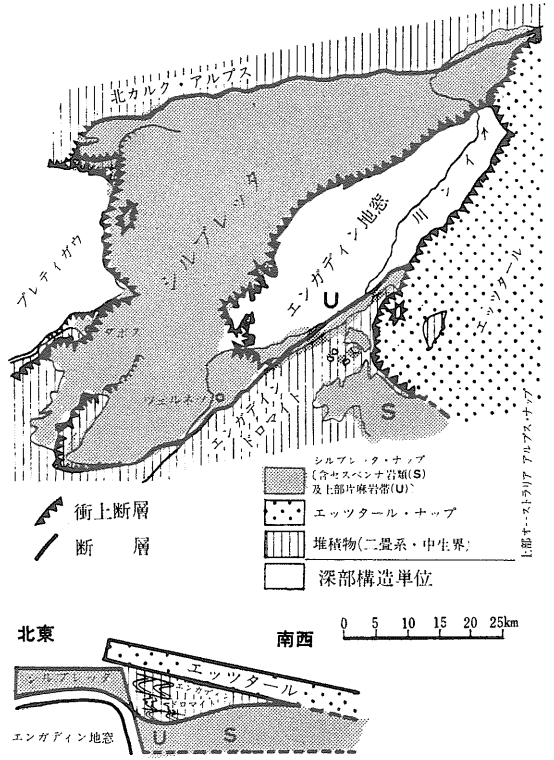 北カルク・アルプス
シルブレッタ
エンガディン地窓
イン川
プレティガウ
ダボス
エッツタール
U
ツェルネッツ
エンガディン
ドロマイト
S
シルブレッタ・ナップ
(含セスベンナ岩類(S)
及上部片麻岩帯(U))
エッツタール・ナップ
堆積物(二畳系・中生界)
深部構造単位
上部オーストラリア アルプス・ナップ
衝上断層
断層
0 5 10 15 20 25km
北東
南西
シルブレッタ
エッツタール
エンガディン
ドロマイト
エンガディン地窓
U
S